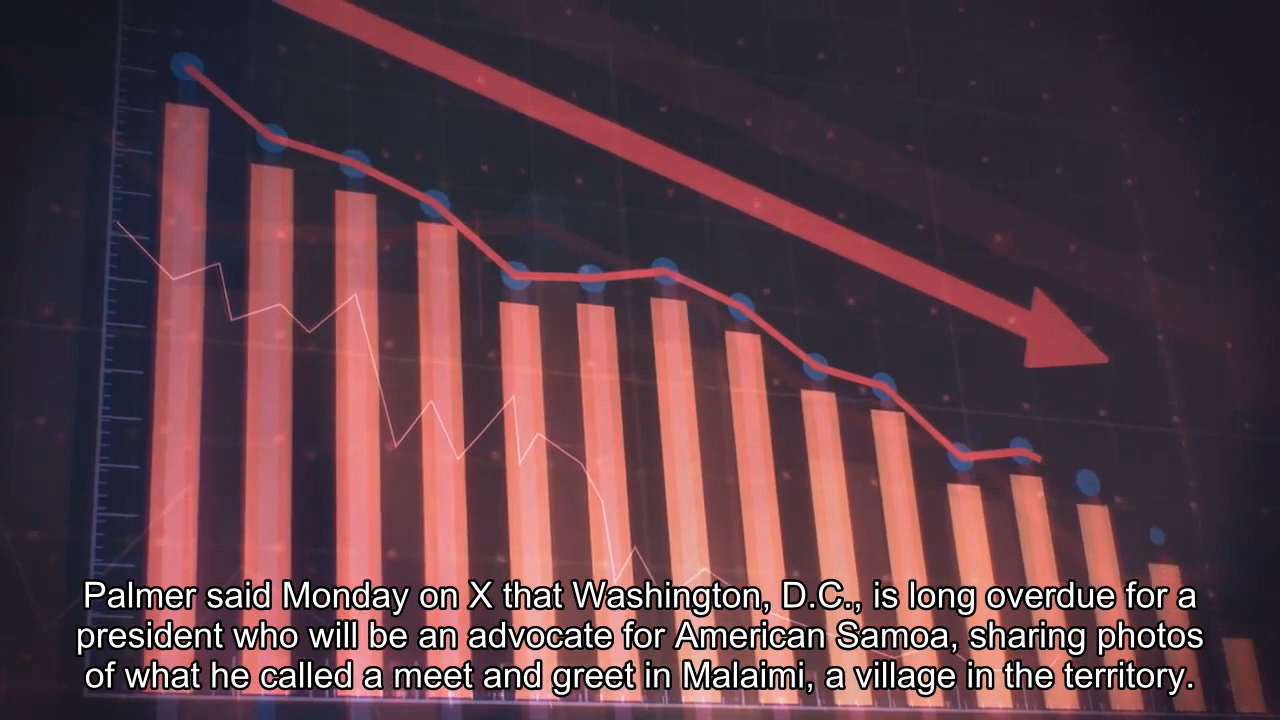 Palmer said Monday on X that Washington, D.C., is long overdue for a
president who will be an advocate for American Samoa, sharing photos
of what he called a meet and greet in Malaimi, a village in the territory.